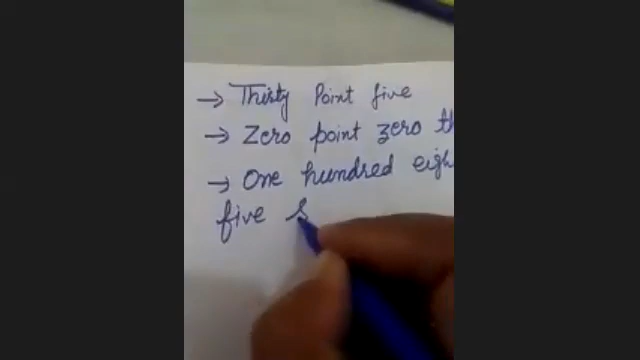 → Thirty Point five
→ Zero point zero
→ One hundred
five